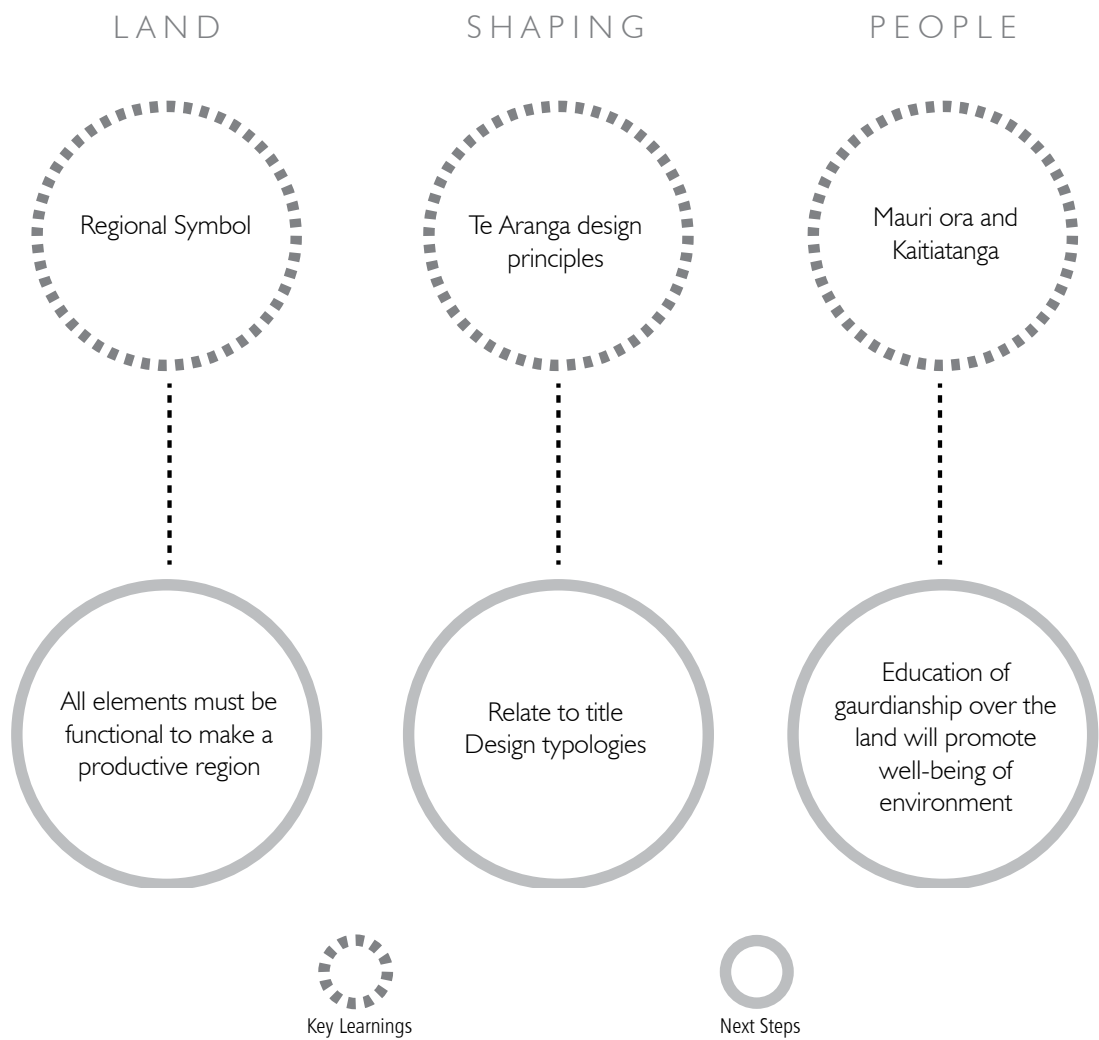 LAND
SHAPING
PEOPLE
Regional Symbol
Te Aranga design
principles
Mauri ora and
Kaitiatanga
All elements must be
functional to make a
productive region
Relate to title
Design typologies
Education of
gaurdianship over the
land will promote
well-being of
environment
Key Learnings
Next Steps